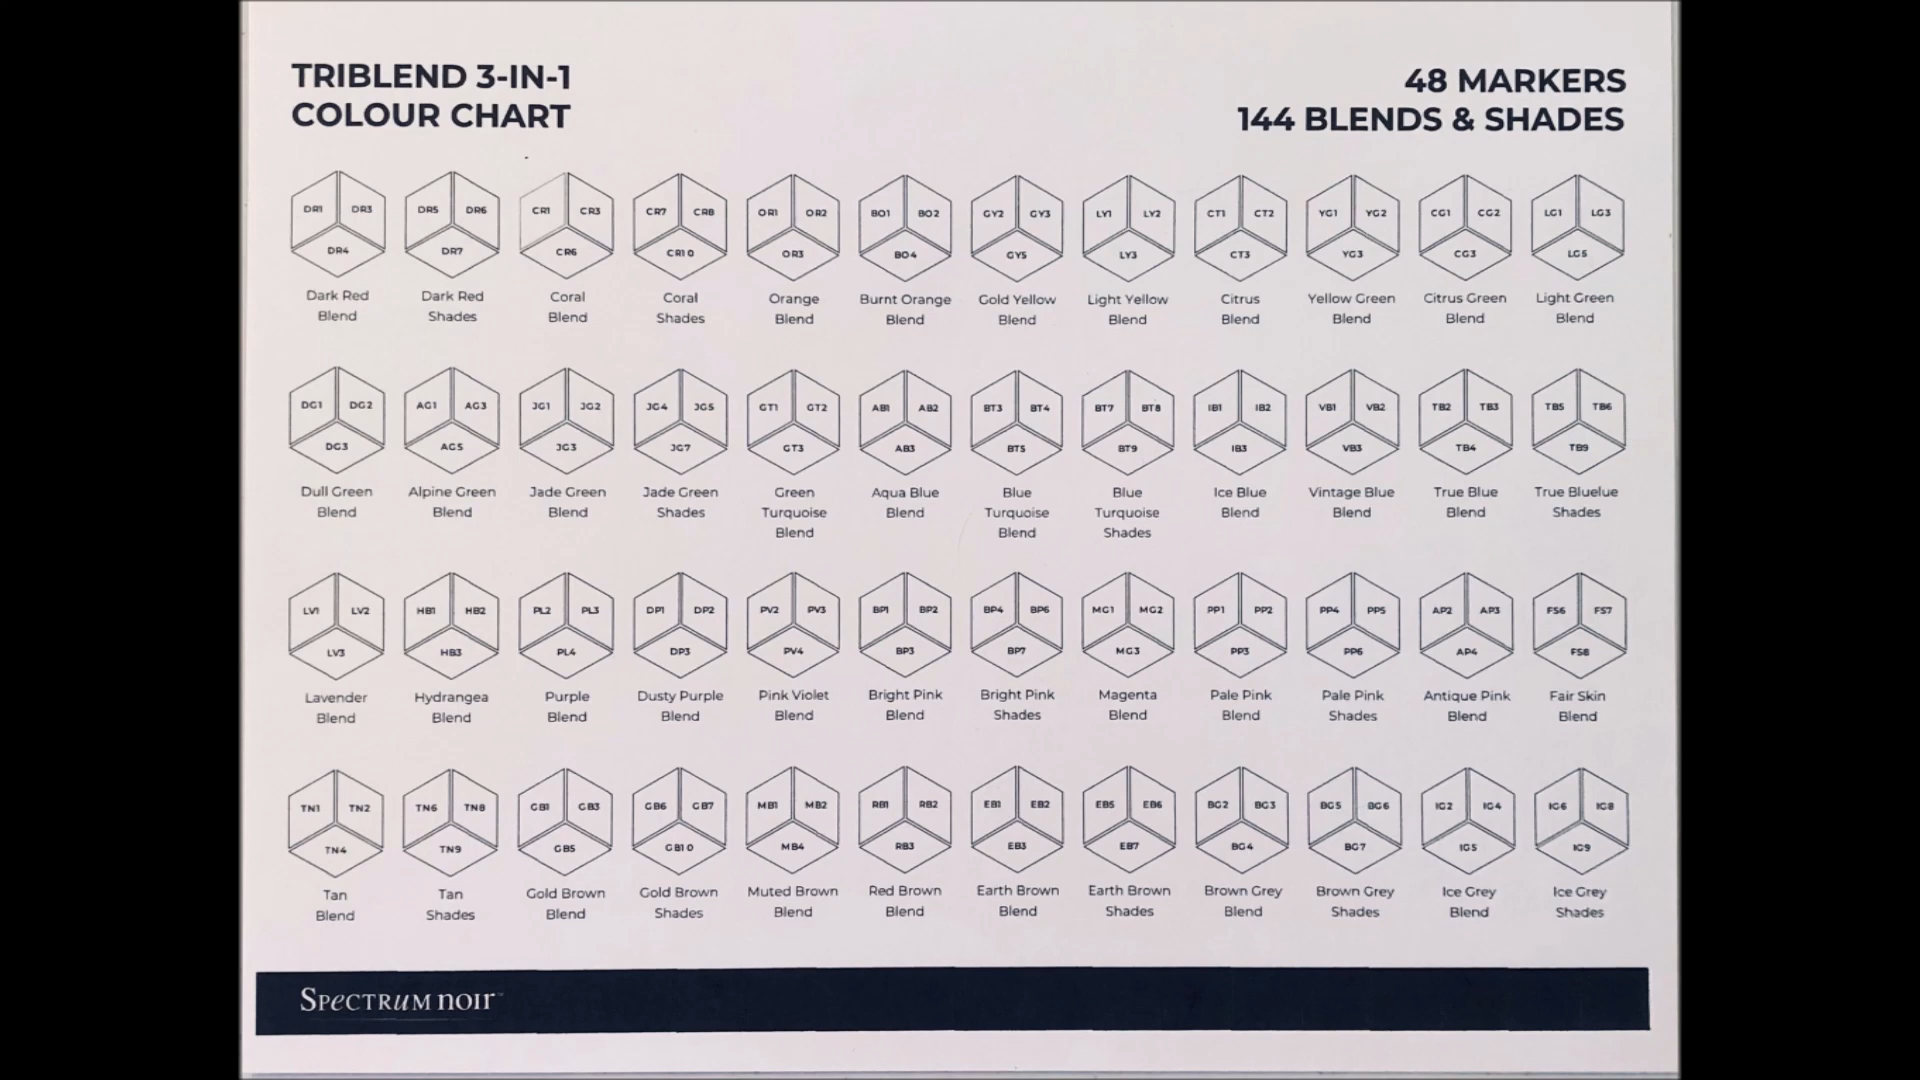 TRIBLEND 3-IN-1
COLOUR CHART
48 MARKERS
144 BLENDS & SHADES
DR1 DR3 DR5 DR6 CR1 CR3 CR7 CR8 OR1 OR2 BO1 BO2 GY2 GY3 LY1 LY2 CT1 CT2 YG1 YG2 CG1 CG2 LG1 LG3
DR4 DR7 CR6 CR10 OR3 BO4 GY5 LY3 CT3 YG3 CG3 LG5
Dark Red Dark Red Coral Coral Orange Burnt Orange Gold Yellow Light Yellow Citrus Yellow Green Citrus Green Light Green
Blend Shades Blend Shades Blend Blend Blend Blend Blend Blend Blend Blend
DG1 DG2 AG1 AG3 JG1 JG2 JG4 JG5 GT1 GT2 AB1 AB2 BT3 BT4 BT7 BT8 IB1 IB2 VB1 VB2 TB2 TB3 TB5 TB6
DG3 AG5 JG3 JG7 GT3 AB3 BT5 BT9 IB3 VB3 TB4 TB9
Dull Green Alpine Green Jade Green Jade Green Green Aqua Blue Blue Blue Ice Blue Vintage Blue True Blue True Bluelue
Blend Blend Blend Shades Turquoise Blend Turquoise Turquoise Blend Blend Blend Shades
Blend Blend Shades
LV1 LV2 HB1 HB2 PL2 PL3 DP1 DP2 PV2 PV3 BP1 BP2 BP4 BP6 MG1 MG2 PP1 PP2 PP4 PP5 AP2 AP3 FS6 FS7
LV3 HB3 PL4 DP3 PV4 BP3 BP7 MG3 PP3 PP6 AP4 FS8
Lavender Hydrangea Purple Dusty Purple Pink Violet Bright Pink Bright Pink Magenta Pale Pink Pale Pink Antique Pink Fair Skin
Blend Blend Blend Blend Blend Blend Shades Blend Blend Shades Blend Blend
TN1 TN2 TN6 TN8 GB1 GB3 GB6 GB7 MB1 MB2 RB1 RB2 EB1 EB2 EB5 EB6 BG2 BG3 BG5 BG6 IG2 IG4 IG6 IG8
TN4 TN9 GB5 GB10 MB4 RB3 EB3 EB7 BG4 BG7 IG5 IG9
Tan Tan Gold Brown Gold Brown Muted Brown Red Brown Earth Brown Earth Brown Brown Grey Brown Grey Ice Grey Ice Grey
Blend Shades Blend Shades Blend Blend Blend Shades Blend Shades Blend Shades
Spectrum noir